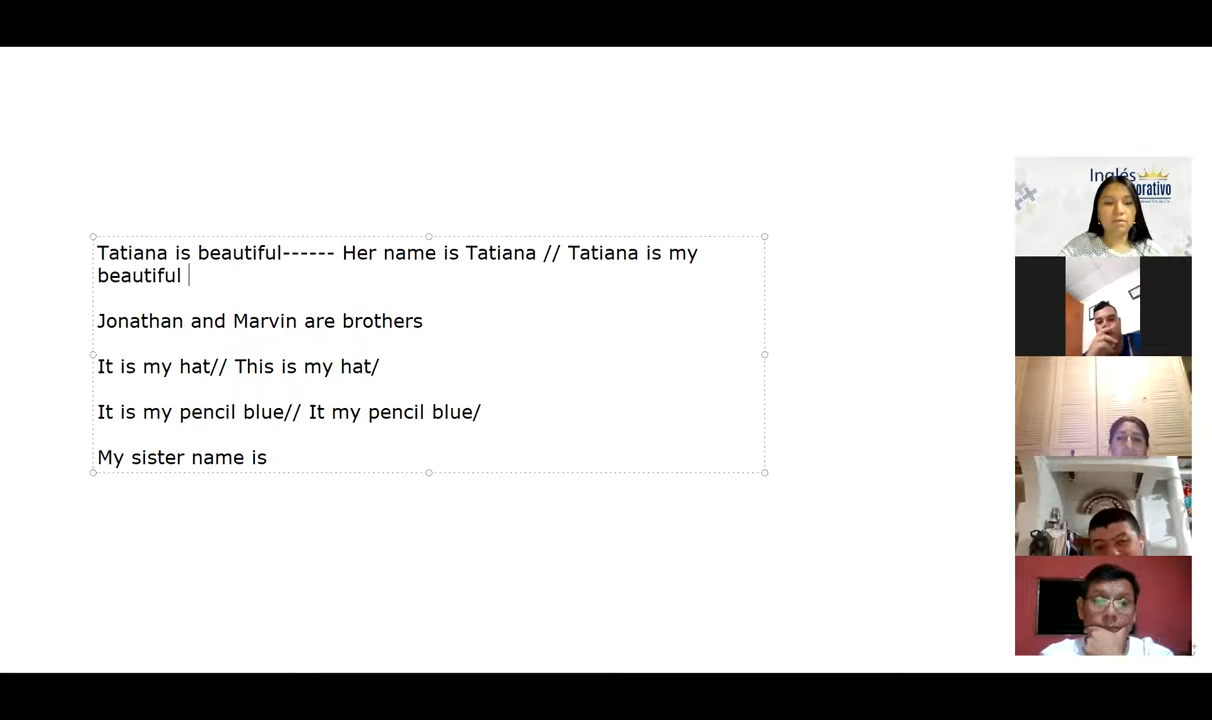 Tatiana is beautiful------ Her name is Tatiana // Tatiana is my
beautiful
Jonathan and Marvin are brothers
It is my hat// This is my hat/
It is my pencil blue// It my pencil blue/
My sister name is
Inglés
orativo